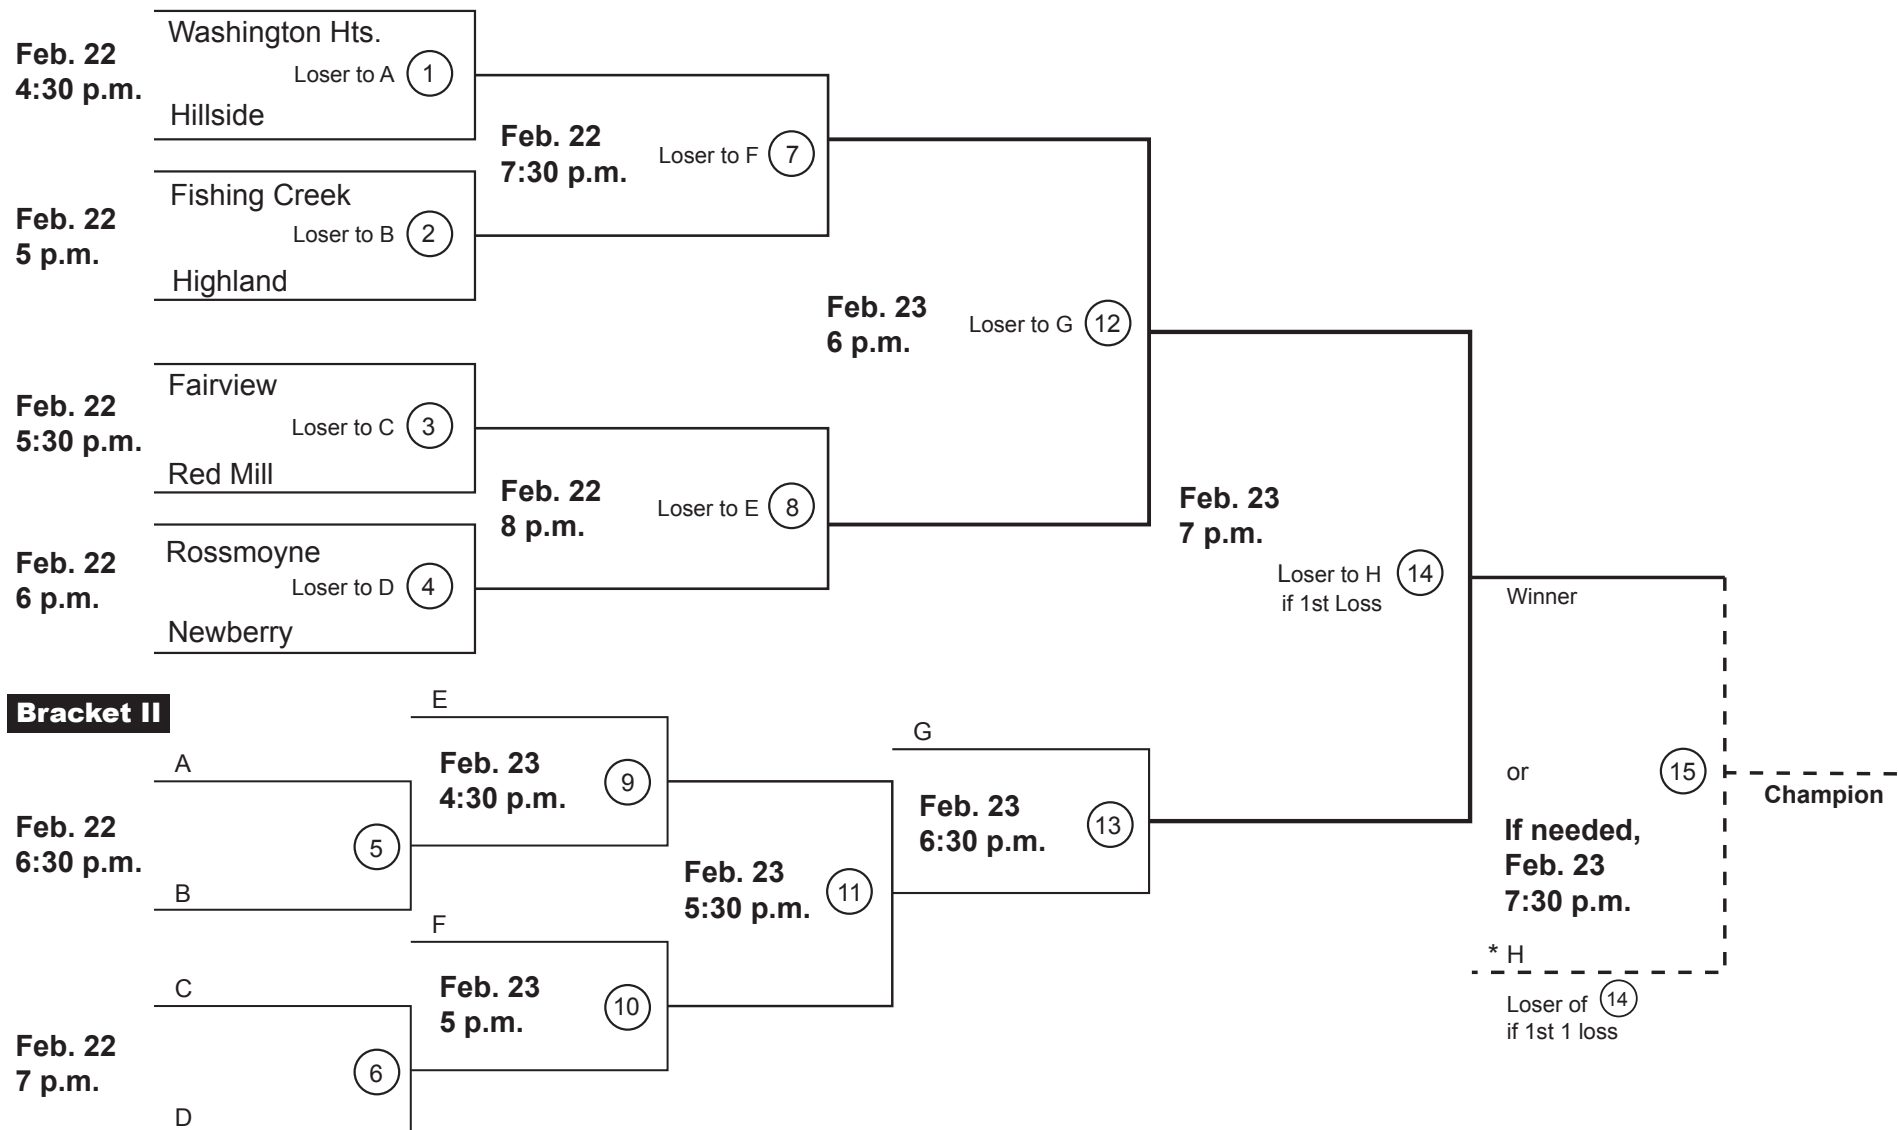 Feb. 22
4:30 p.m.
Washington Hts.
Loser to A 1
Hillside
Feb. 22
5 p.m.
Fishing Creek
Loser to B 2
Highland
Feb. 22
7:30 p.m.
Loser to F 7
Feb. 22
5:30 p.m.
Fairview
Loser to C 3
Red Mill
Feb. 22
6 p.m.
Rossmoyne
Loser to D 4
Newberry
Feb. 22
8 p.m.
Loser to E 8
Feb. 23
6 p.m.
Loser to G 12
Feb. 23
7 p.m.
Loser to H 14
if 1st Loss
Winner
or
15
If needed,
Feb. 23
7:30 p.m.
* H
Loser of 14
if 1st 1 loss
Champion
Bracket II
A
Feb. 22
6:30 p.m.
5
B
C
Feb. 22
7 p.m.
6
D
E
Feb. 23
4:30 p.m.
9
F
Feb. 23
5 p.m.
10
Feb. 23
5:30 p.m.
11
G
Feb. 23
6:30 p.m.
13